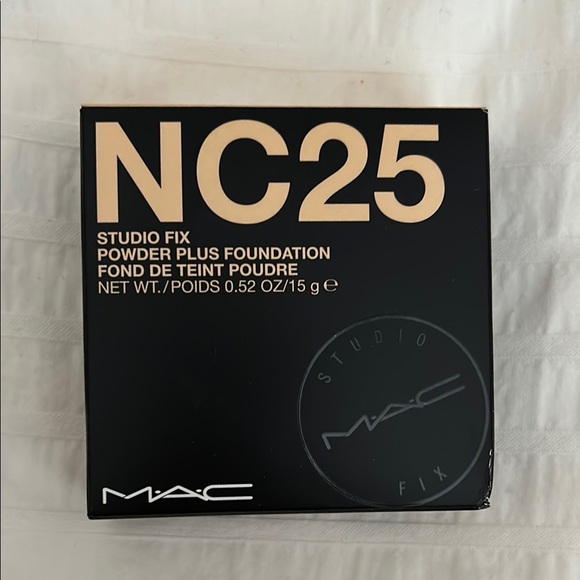 NC25
STUDIO FIX
POWDER PLUS FOUNDATION
FOND DE TEINT POUDRE
NET WT./POIDS 0.52 OZ/15 g ℮
STUDIO
M·A·C
FIX
M·A·C